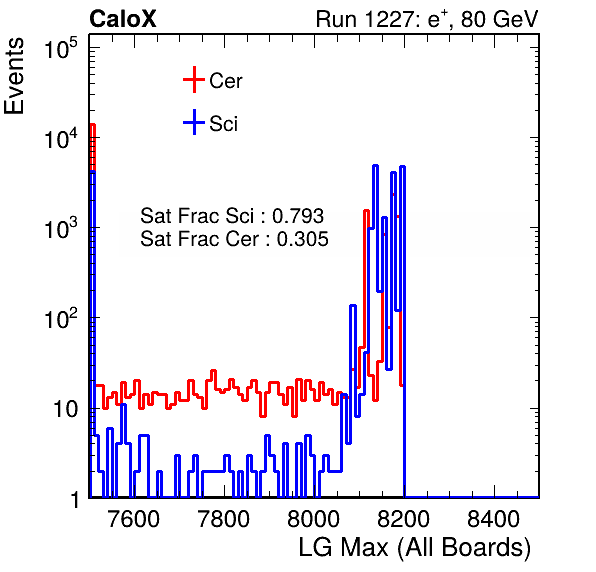 CaloX Run 1227: e⁺, 80 GeV
Events
10⁵
Cer
Sci
10⁴
Sat Frac Sci : 0.793
Sat Frac Cer : 0.305
10³
10²
10
1
7600 7800 8000 8200 8400
LG Max (All Boards)